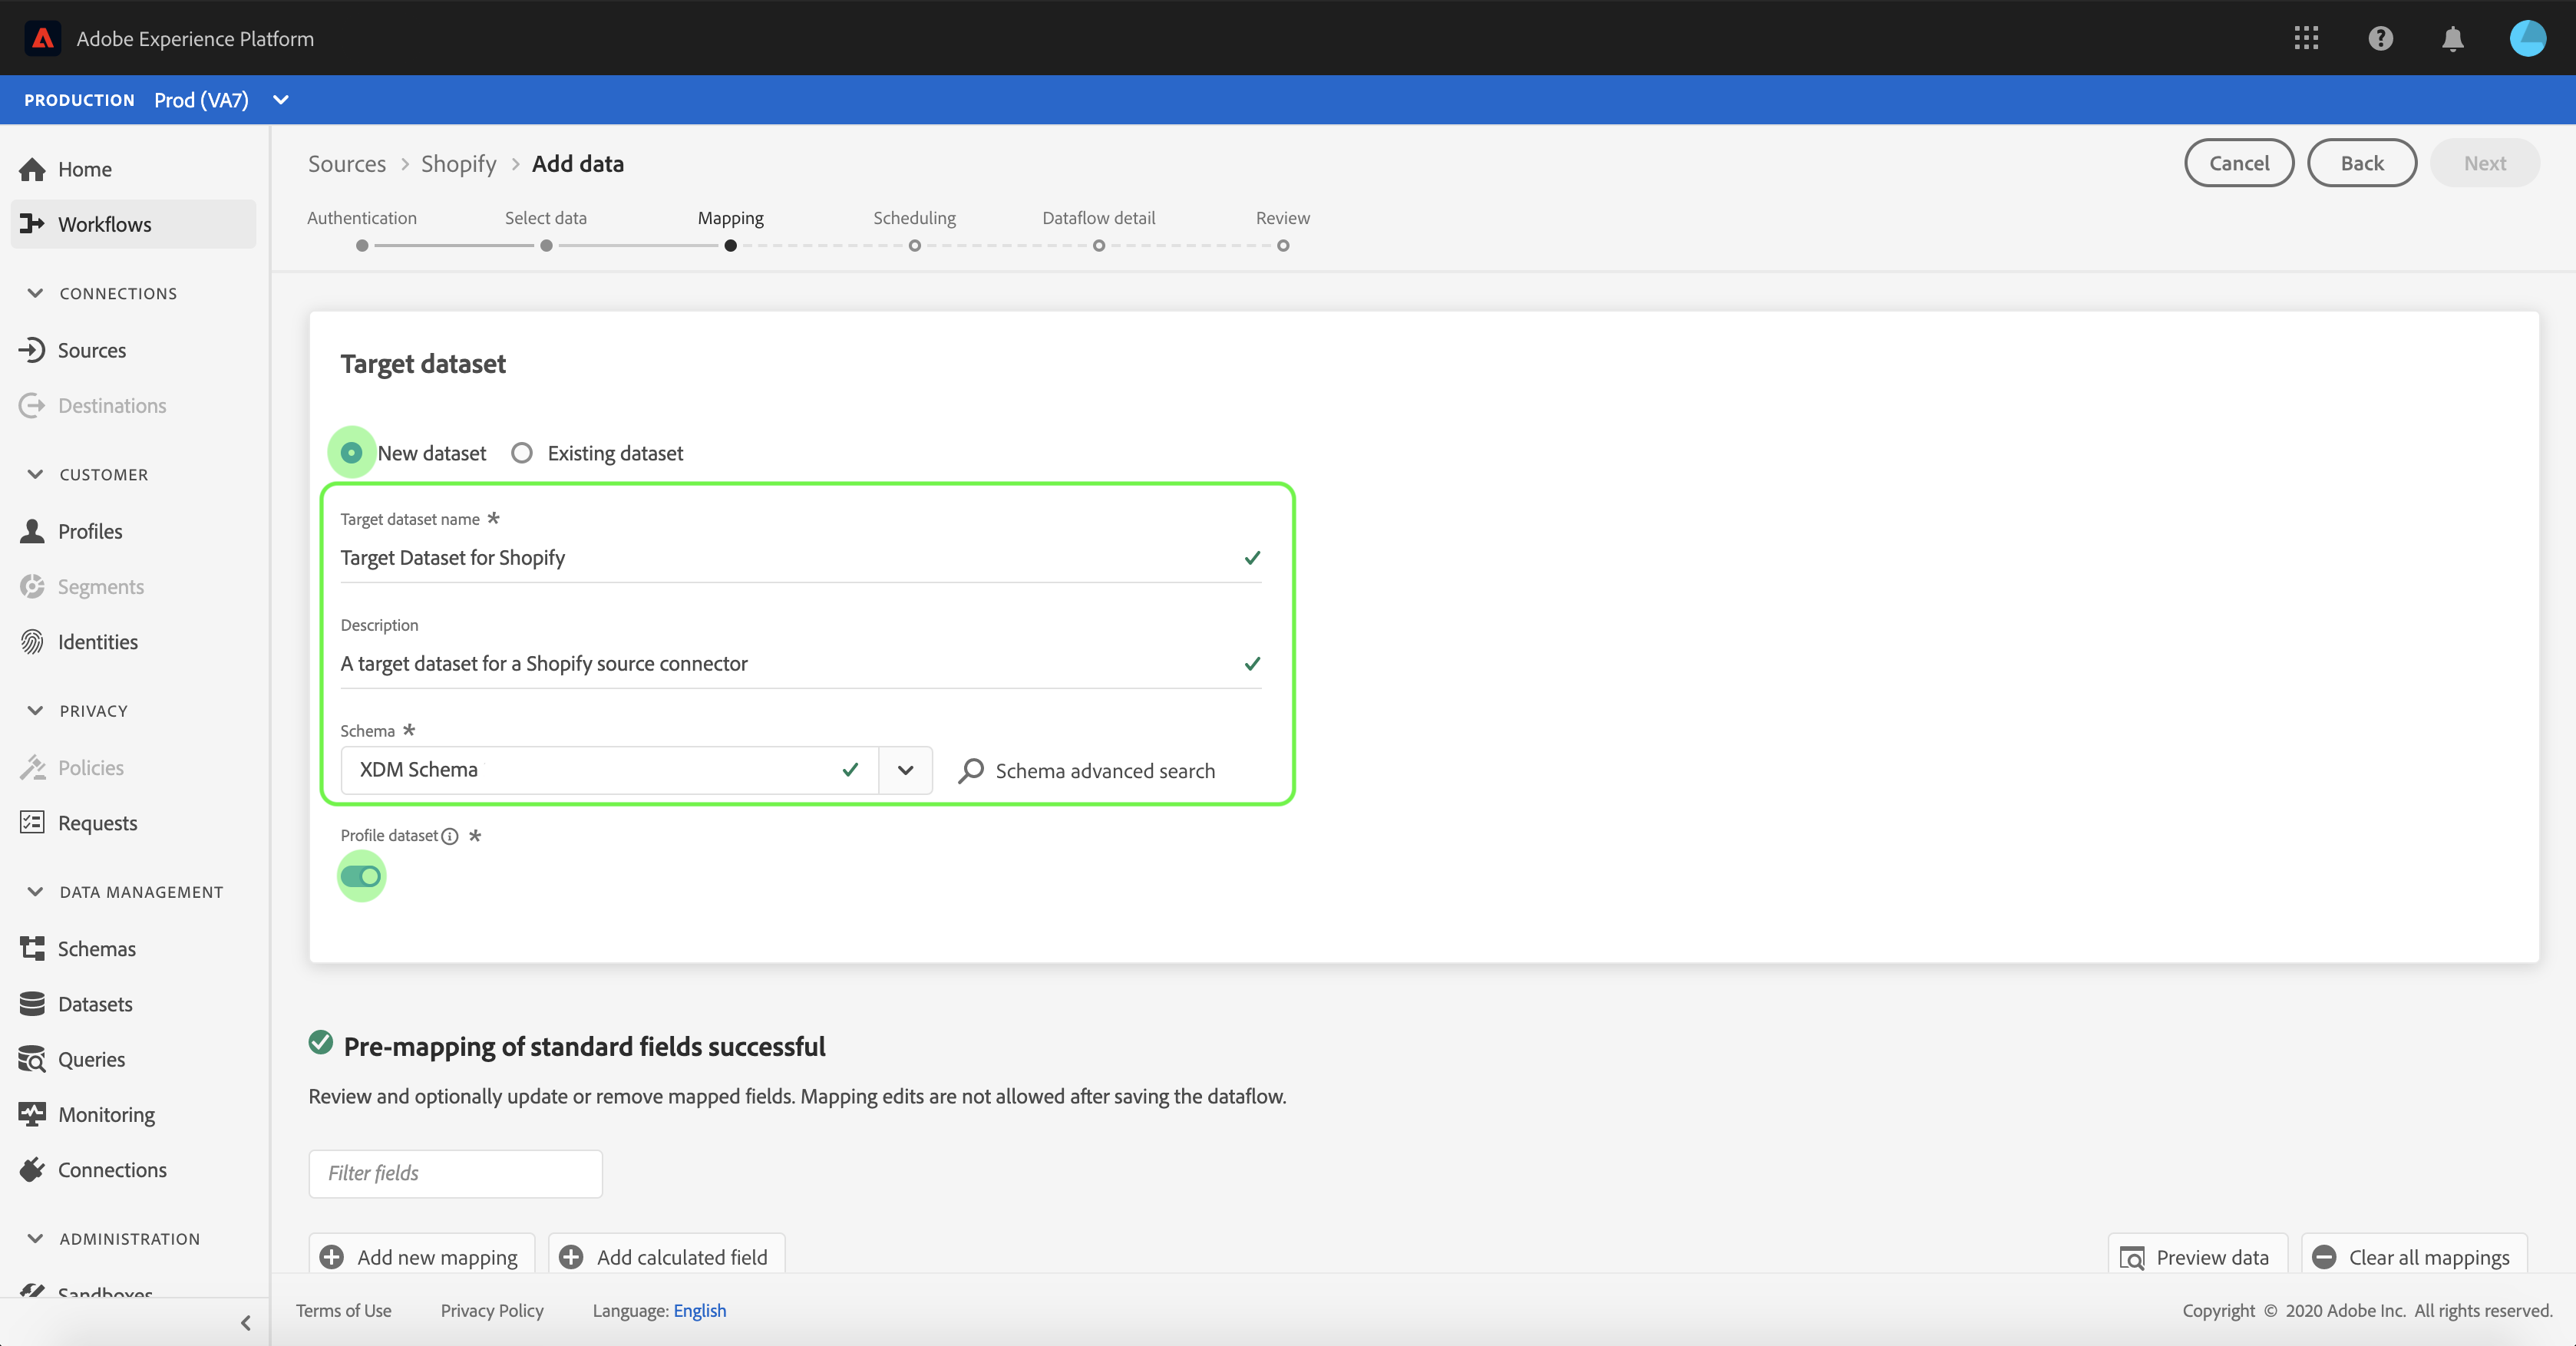 Adobe Experience Platform
PRODUCTION Prod (VA7)
Home
Workflows
CONNECTIONS
Sources
Destinations
CUSTOMER
Profiles
Segments
Identities
PRIVACY
Policies
Requests
DATA MANAGEMENT
Schemas
Datasets
Queries
Monitoring
Connections
ADMINISTRATION
Sandboxes
Sources > Shopify > Add data
Cancel Back Next
Authentication Select data Mapping Scheduling Dataflow detail Review
Target dataset
New dataset Existing dataset
Target dataset name *
Target Dataset for Shopify
Description
A target dataset for a Shopify source connector
Schema *
XDM Schema Schema advanced search
Profile dataset *
Pre-mapping of standard fields successful
Review and optionally update or remove mapped fields. Mapping edits are not allowed after saving the dataflow.
Filter fields
Add new mapping Add calculated field Preview data Clear all mappings
Terms of Use Privacy Policy Language: English Copyright © 2020 Adobe Inc. All rights reserved.